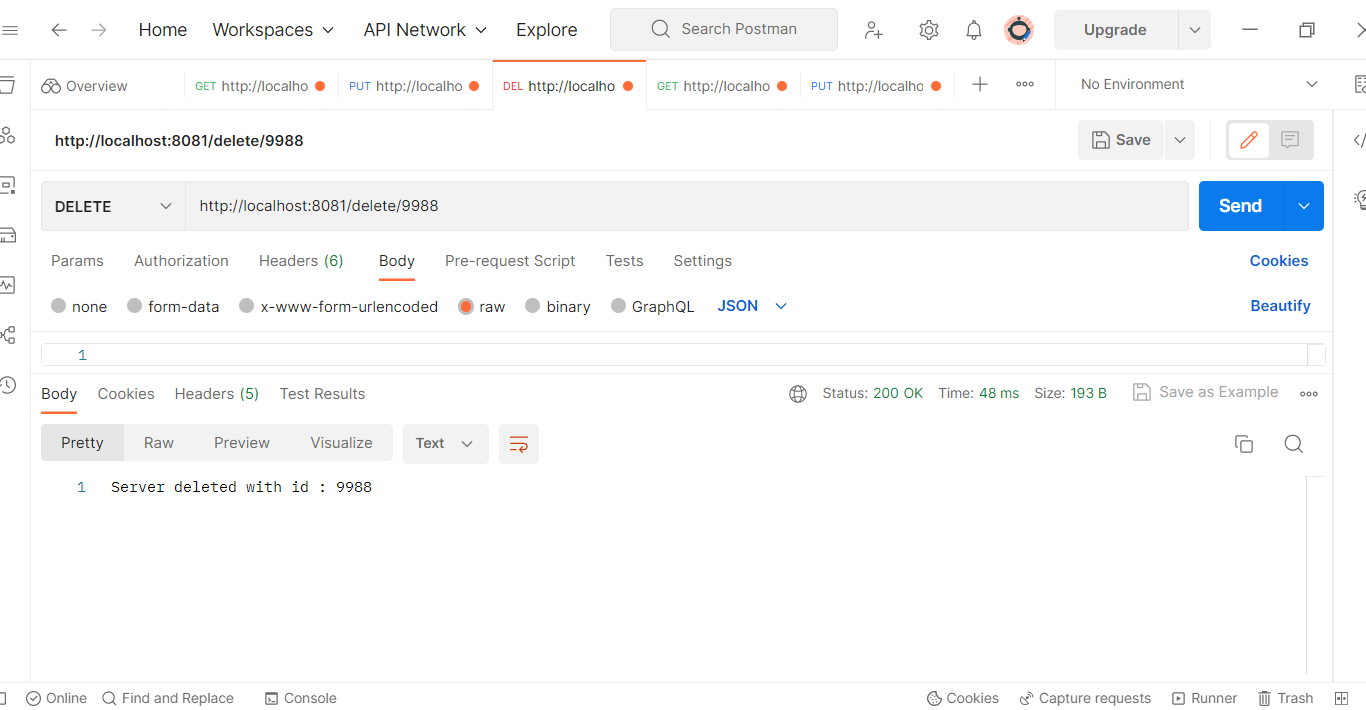 Home Workspaces API Network Explore Search Postman Upgrade
Overview GET http://localho PUT http://localho DEL http://localho GET http://localho PUT http://localho No Environment
http://localhost:8081/delete/9988 Save
DELETE http://localhost:8081/delete/9988 Send
Params Authorization Headers (6) Body Pre-request Script Tests Settings Cookies
none form-data x-www-form-urlencoded raw binary GraphQL JSON Beautify
1
Body Cookies Headers (5) Test Results Status: 200 OK Time: 48 ms Size: 193 B Save as Example
Pretty Raw Preview Visualize Text
1 Server deleted with id : 9988
Online Find and Replace Console Cookies Capture requests Runner Trash